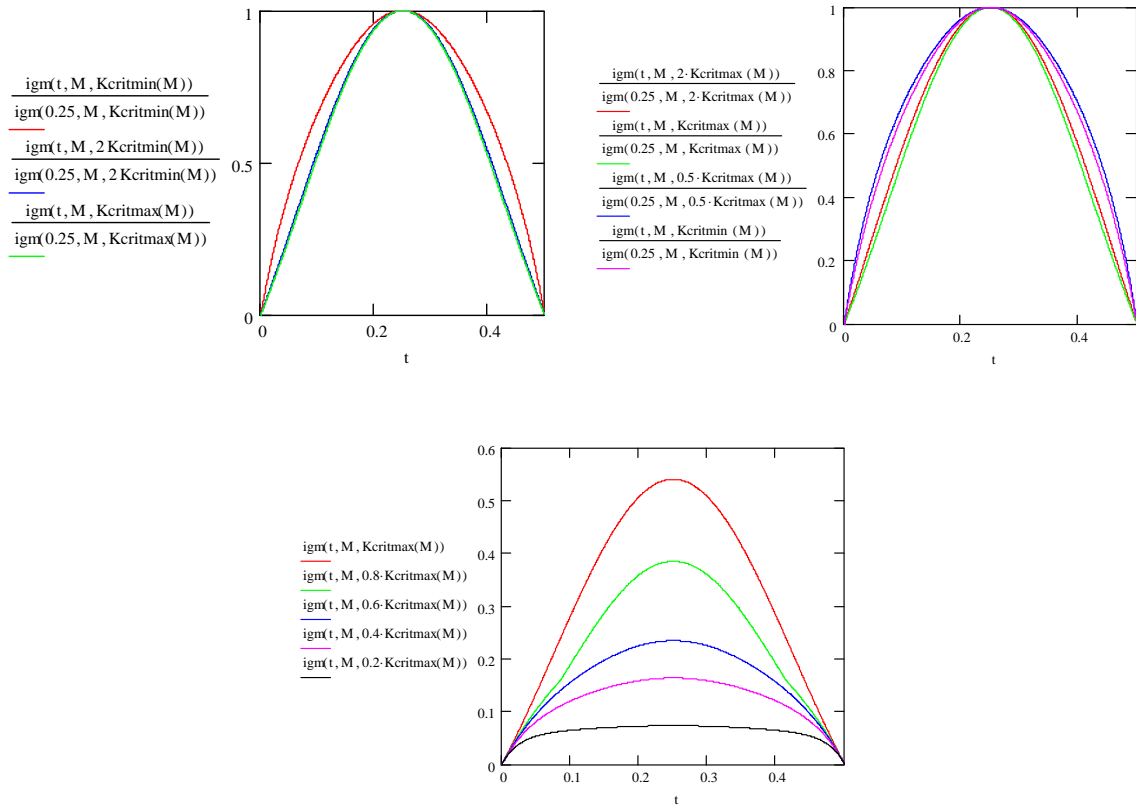 igm(t , M , Kcritmin(M))
igm(0.25 , M , Kcritmin(M))
igm(t , M , 2 Kcritmin(M))
igm(0.25 , M , 2 Kcritmin(M))
igm(t , M , Kcritmax(M))
igm(0.25 , M , Kcritmax(M))
1
0.5
0
0 0.2 0.4
t
igm(t , M , 2·Kcritmax (M))
igm(0.25 , M , 2·Kcritmax (M))
igm(t , M , Kcritmax (M))
igm(0.25 , M , Kcritmax (M))
igm(t , M , 0.5·Kcritmax (M))
igm(0.25 , M , 0.5·Kcritmax (M))
igm(t , M , Kcritmin (M))
igm(0.25 , M , Kcritmin (M))
1
0.8
0.6
0.4
0.2
0
0 0.2 0.4
t
igm(t , M , Kcritmax(M))
igm(t , M , 0.8·Kcritmax(M))
igm(t , M , 0.6·Kcritmax(M))
igm(t , M , 0.4·Kcritmax(M))
igm(t , M , 0.2·Kcritmax(M))
0.6
0.5
0.4
0.3
0.2
0.1
0
0 0.1 0.2 0.3 0.4
t